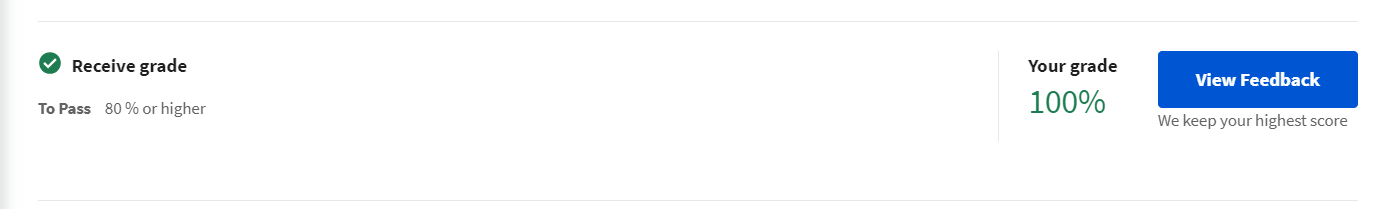 Receive grade
To Pass 80 % or higher
Your grade
100%
View Feedback
We keep your highest score